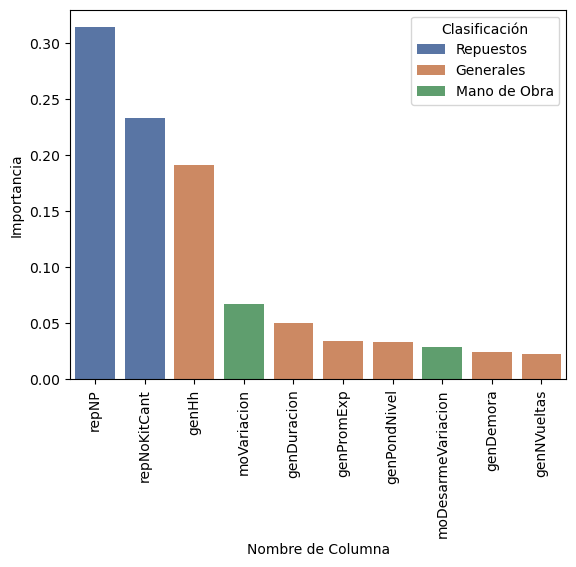 Clasificación
Repuestos
Generales
Mano de Obra
Importancia
0.30
0.25
0.20
0.15
0.10
0.05
0.00
repNP
repNoKitCant
genHh
moVariacion
genDuracion
genPromExp
genPondNivel
moDesarmeVariacion
genDemora
genNVueltas
Nombre de Columna